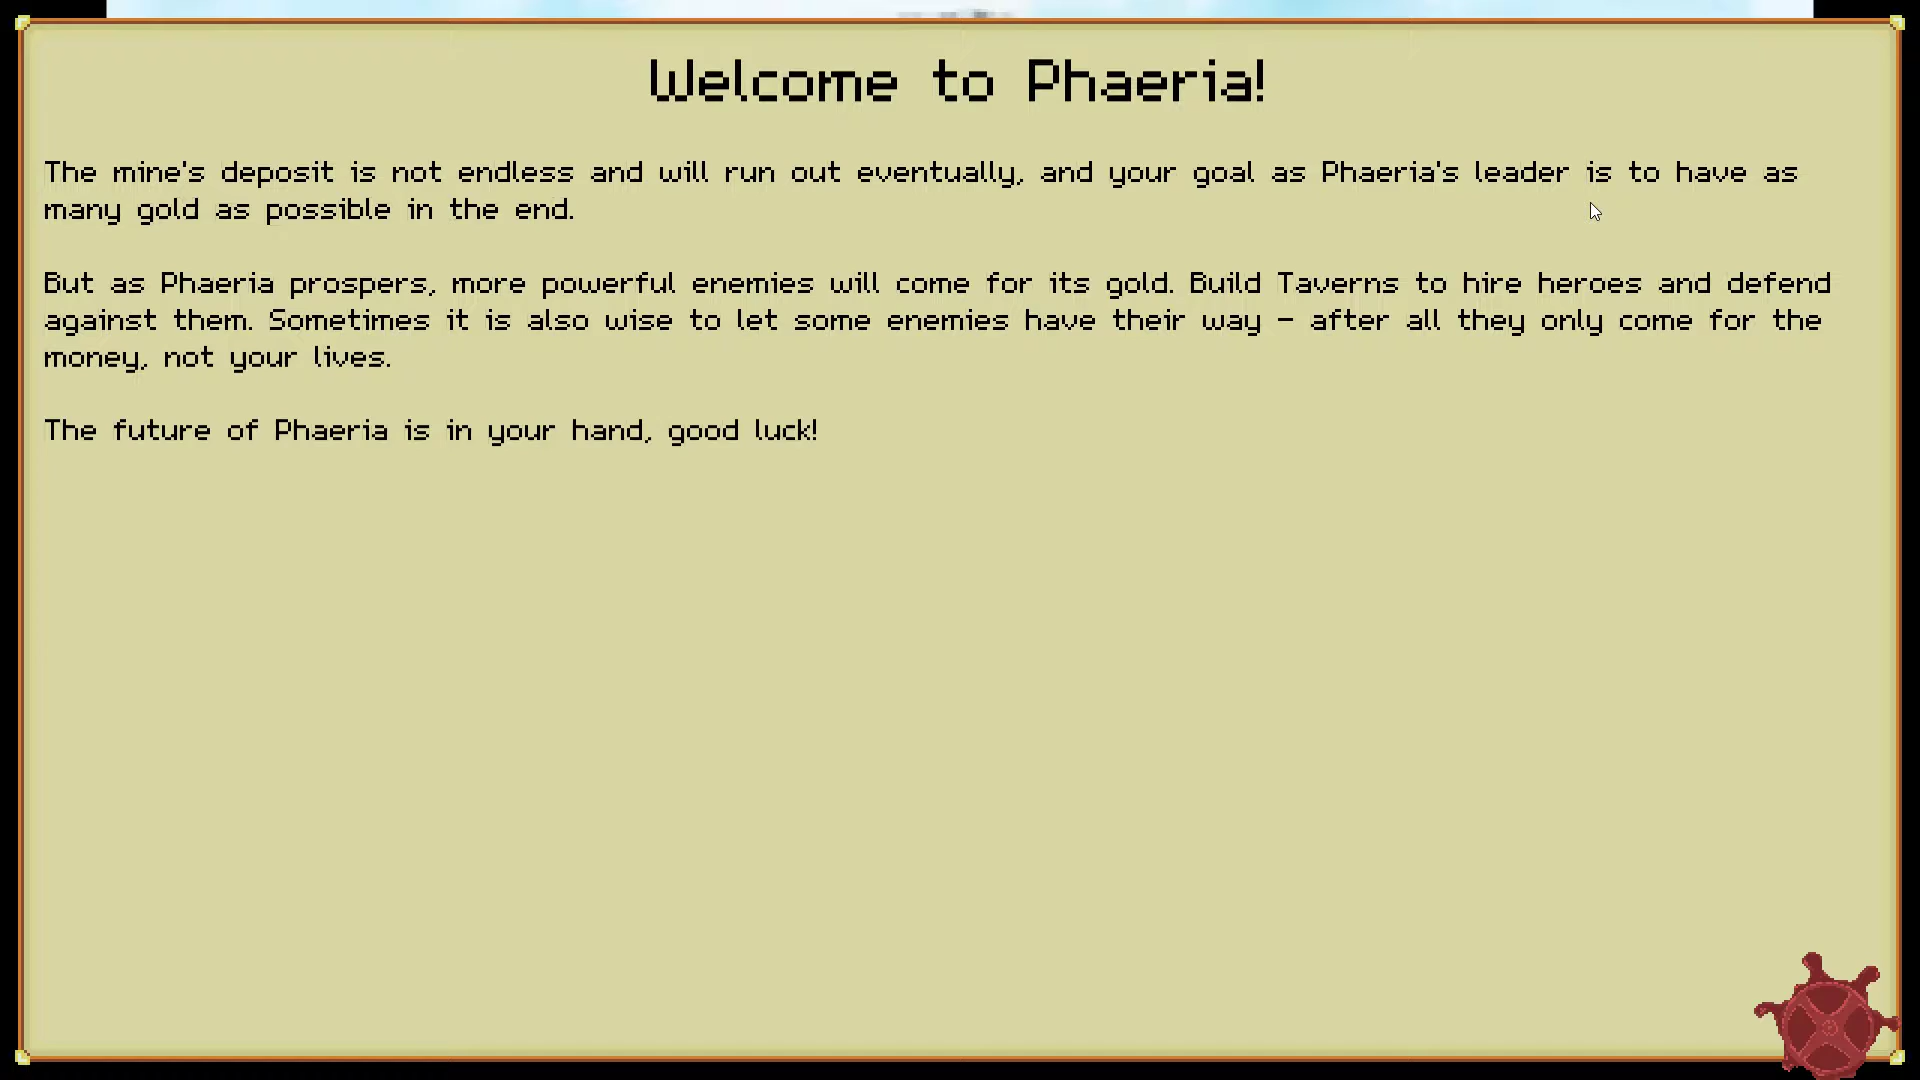 Welcome to Phaeria!
The mine's deposit is not endless and will run out eventually, and your goal as Phaeria's leader is to have as
many gold as possible in the end.
But as Phaeria prospers, more powerful enemies will come for its gold. Build Taverns to hire heroes and defend
against them. Sometimes it is also wise to let some enemies have their way – after all they only come for the
money, not your lives.
The future of Phaeria is in your hand, good luck!